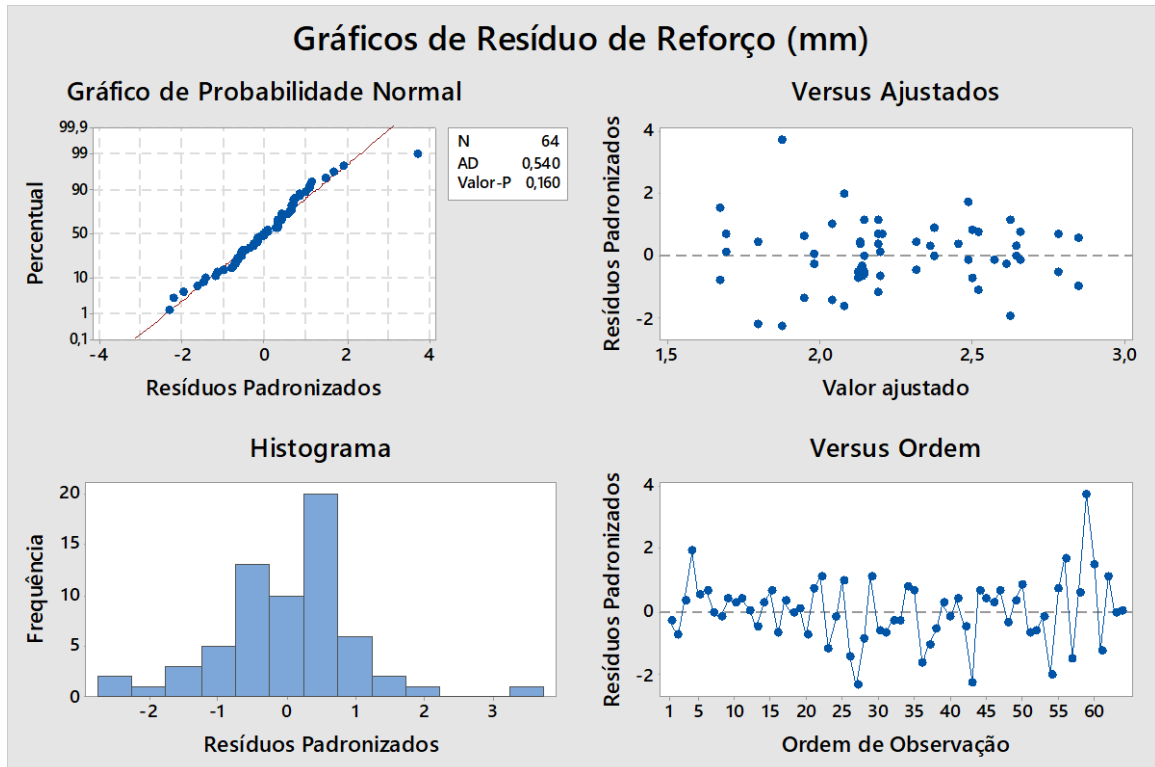 Gráficos de Resíduo de Reforço (mm)
Gráfico de Probabilidade Normal
99,9
99
90
50
10
1
0,1
-4 -2 0 2 4
Percentual
Resíduos Padronizados
N 64
AD 0,540
Valor-P 0,160
Versus Ajustados
4
2
0
-2
1,5 2,0 2,5 3,0
Resíduos Padronizados
Valor ajustado
Histograma
20
15
10
5
0
-2 -1 0 1 2 3
Frequência
Resíduos Padronizados
Versus Ordem
4
2
0
-2
1 5 10 15 20 25 30 35 40 45 50 55 60
Resíduos Padronizados
Ordem de Observação